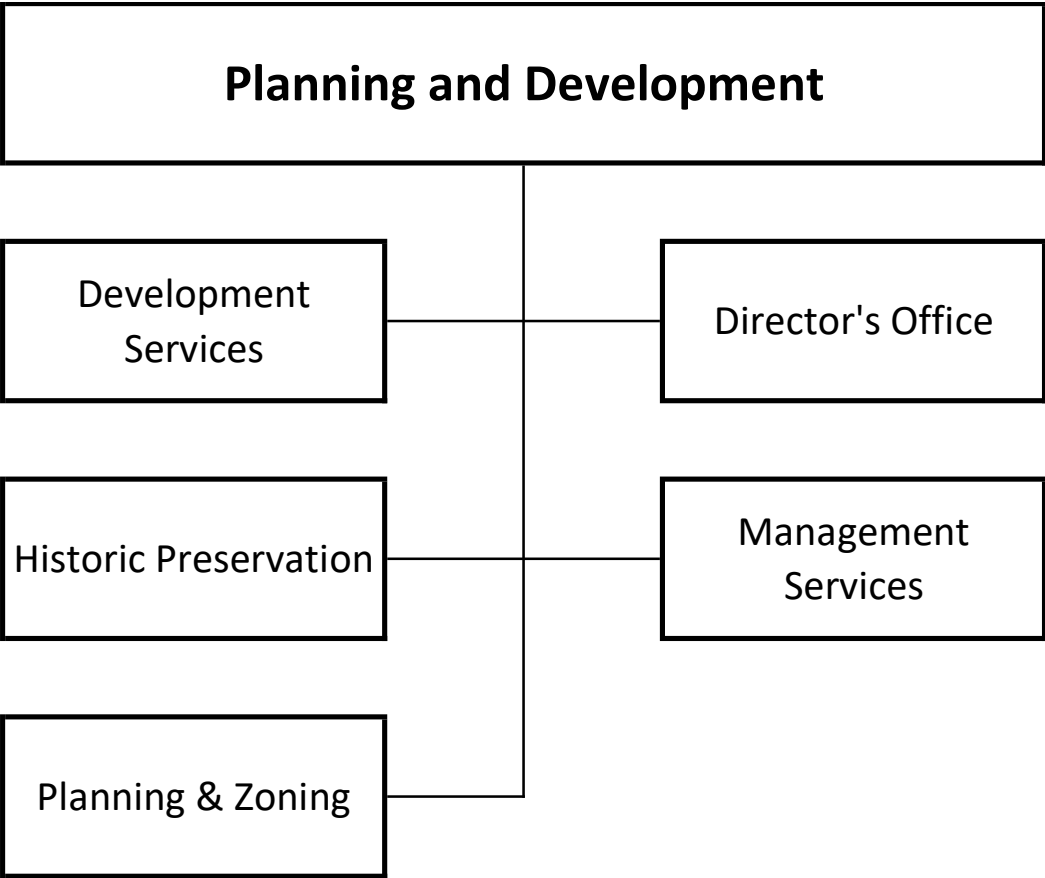 Planning and Development
Development
Services
Director's Office
Historic Preservation
Management
Services
Planning & Zoning